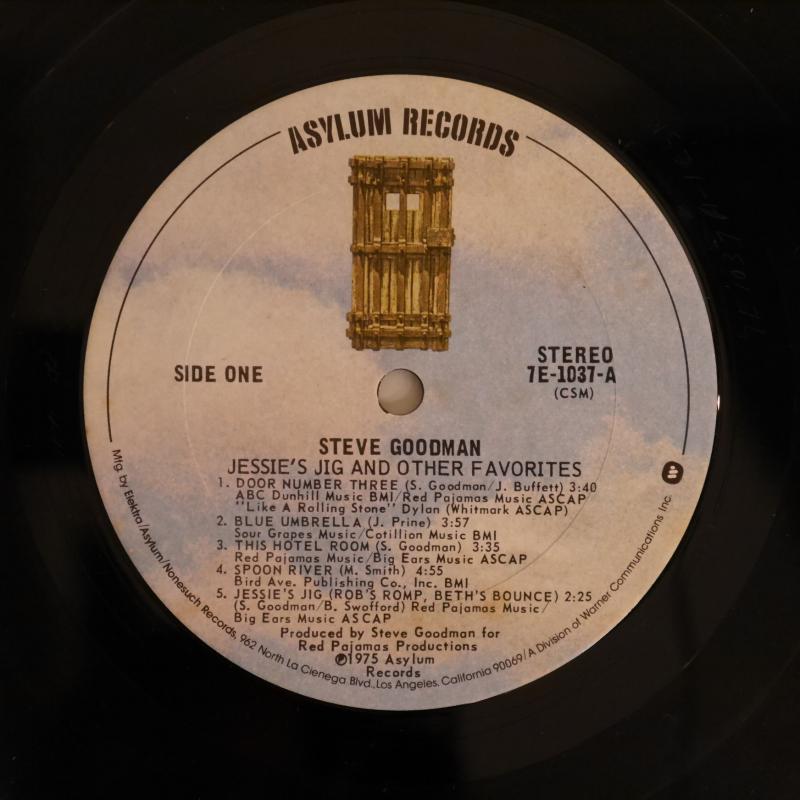 ASYLUM RECORDS
SIDE ONE
STEREO
7E-1037-A
(CSM)
STEVE GOODMAN
JESSIE'S JIG AND OTHER FAVORITES
1. DOOR NUMBER THREE (S. Goodman/J. Buffett) 3:40
ABC Dunhill Music BMI/Red Pajamas Music ASCAP
"Like A Rolling Stone" Dylan (Whitmark ASCAP)
2. BLUE UMBRELLA (J. Prine) 3:57
Sour Grapes Music/Cotillion Music BMI
3. THIS HOTEL ROOM (S. Goodman) 3:35
Red Pajamas Music/Big Ears Music ASCAP
4. SPOON RIVER (M. Smith) 4:55
Bird Ave. Publishing Co., Inc. BMI
5. JESSIE'S JIG (ROB'S ROMP, BETH'S BOUNCE) 2:25
(S. Goodman/B. Swofford) Red Pajamas Music/
Big Ears Music ASCAP
Produced by Steve Goodman for
Red Pajamas Productions
℗1975 Asylum
Records
Mfg. by Elektra/Asylum/Nonesuch Records, 962 North La Cienega Blvd., Los Angeles, California 90069/A Division of Warner Communications Inc.